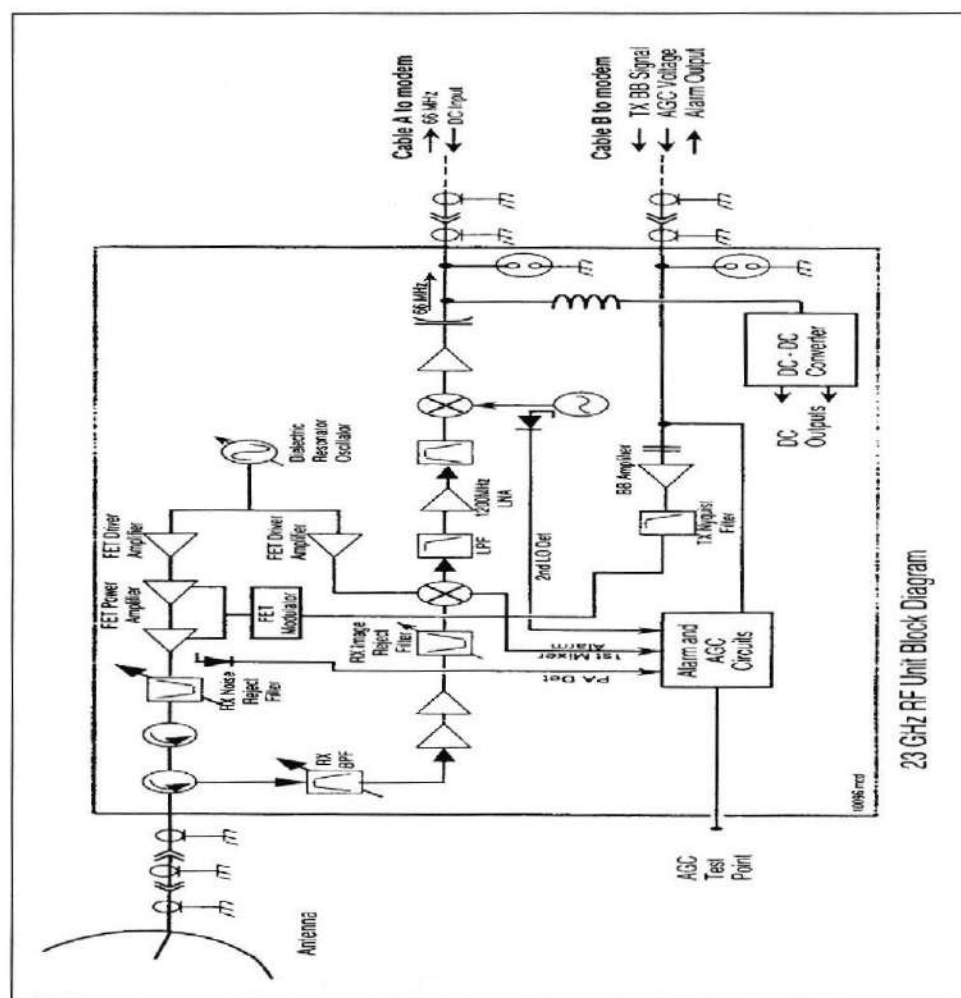 Antenna
RX Noise
Reject
Filter
FET Power
Amplifier
FET Driver
Amplifier
FET Modulator
FET Driver
Amplifier
Dielectric
Resonator
Oscillator
RX
BPF
RX Image
Reject
Filter
LPF
1200MHz
LNA
66 MHz
Cable A to modem
66 MHz
DC Input
PA Det
1st Mixer
Alarm
2nd LO Det
Alarm and
AGC
Circuits
TX Nyquist
Filter
BB Amplifier
Cable B to modem
TX BB Signal
AGC Voltage
Alarm Output
DC - DC
Converter
DC
Outputs
AGC
Test
Point
23 GHz RF Unit Block Diagram